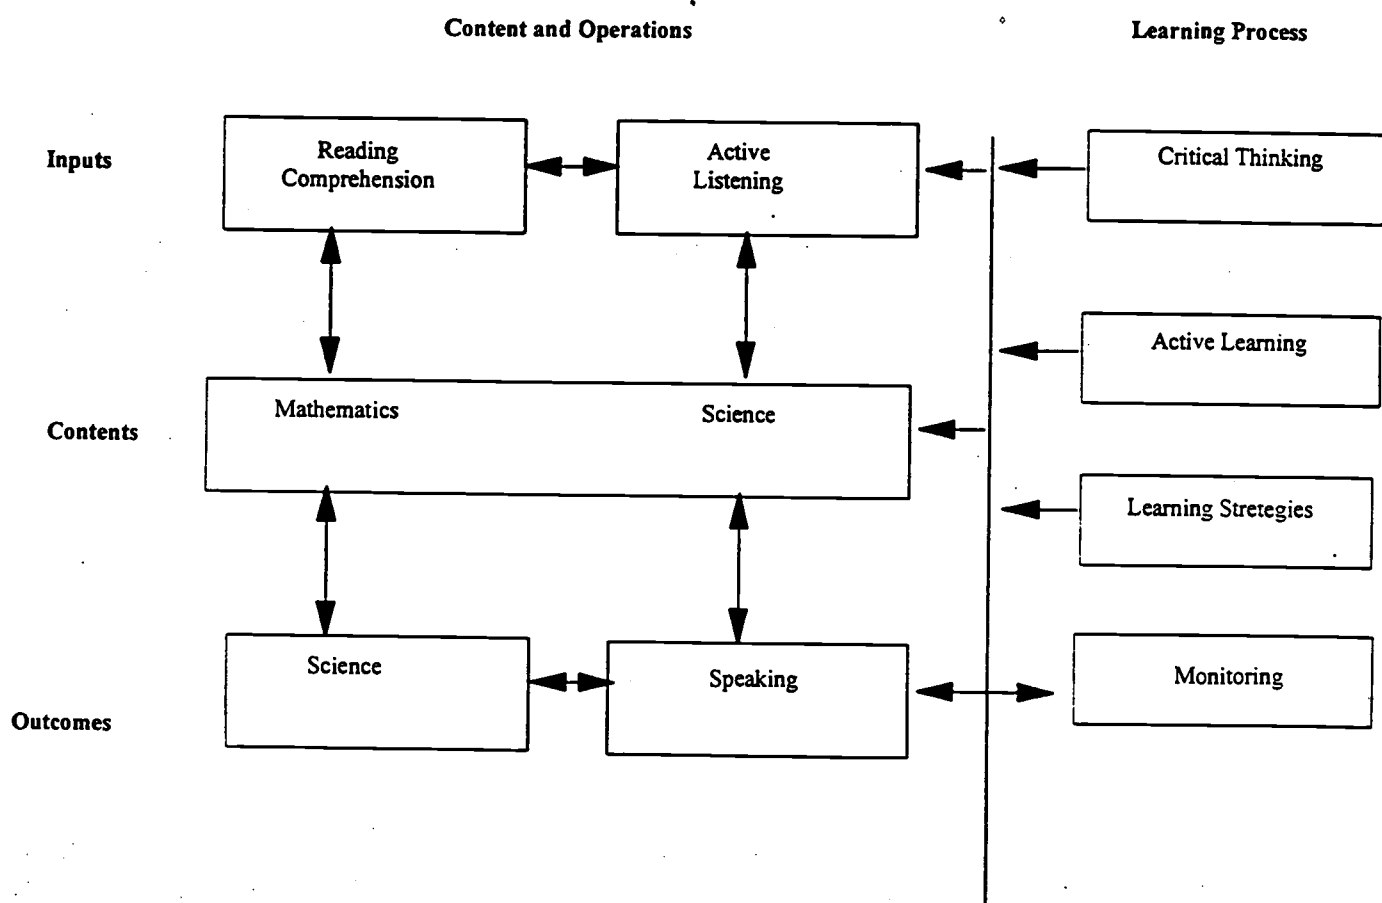 Content and Operations
Learning Process
Inputs
Reading
Comprehension
Active
Listening
Critical Thinking
Active Learning
Contents
Mathematics
Science
Learning Stretegies
Science
Speaking
Monitoring
Outcomes